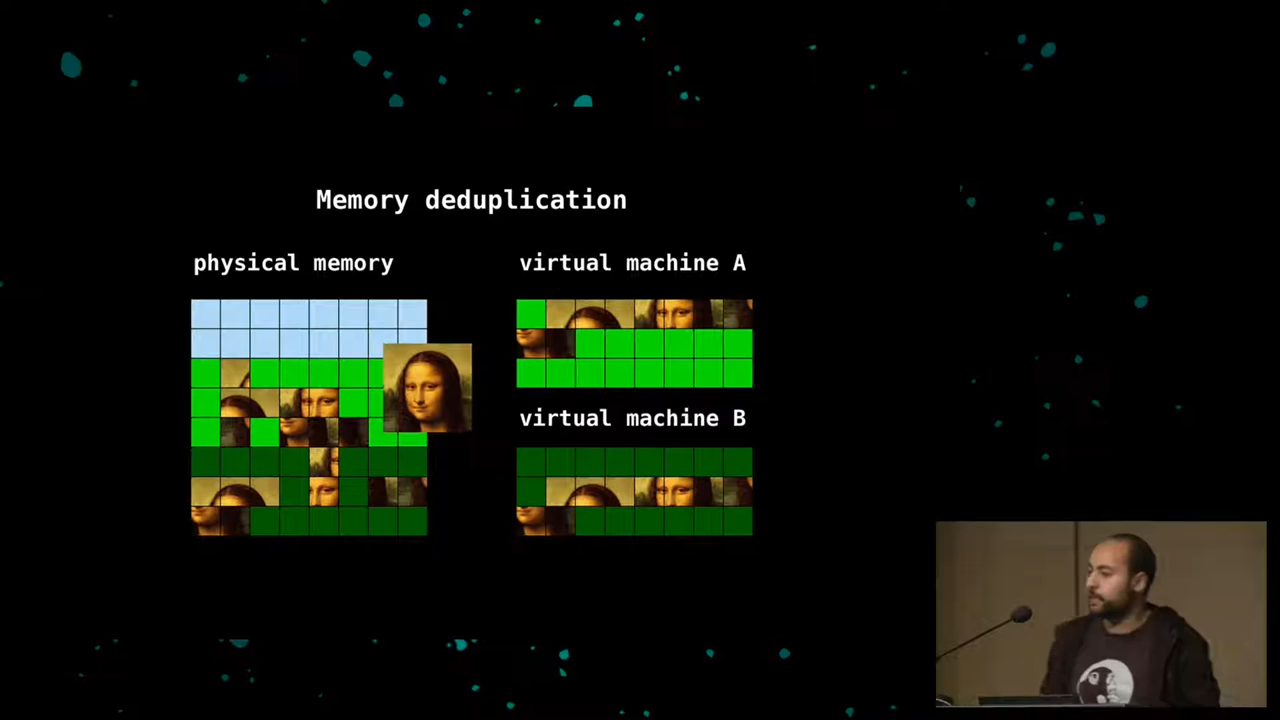 Memory deduplication
physical memory
virtual machine A
virtual machine B